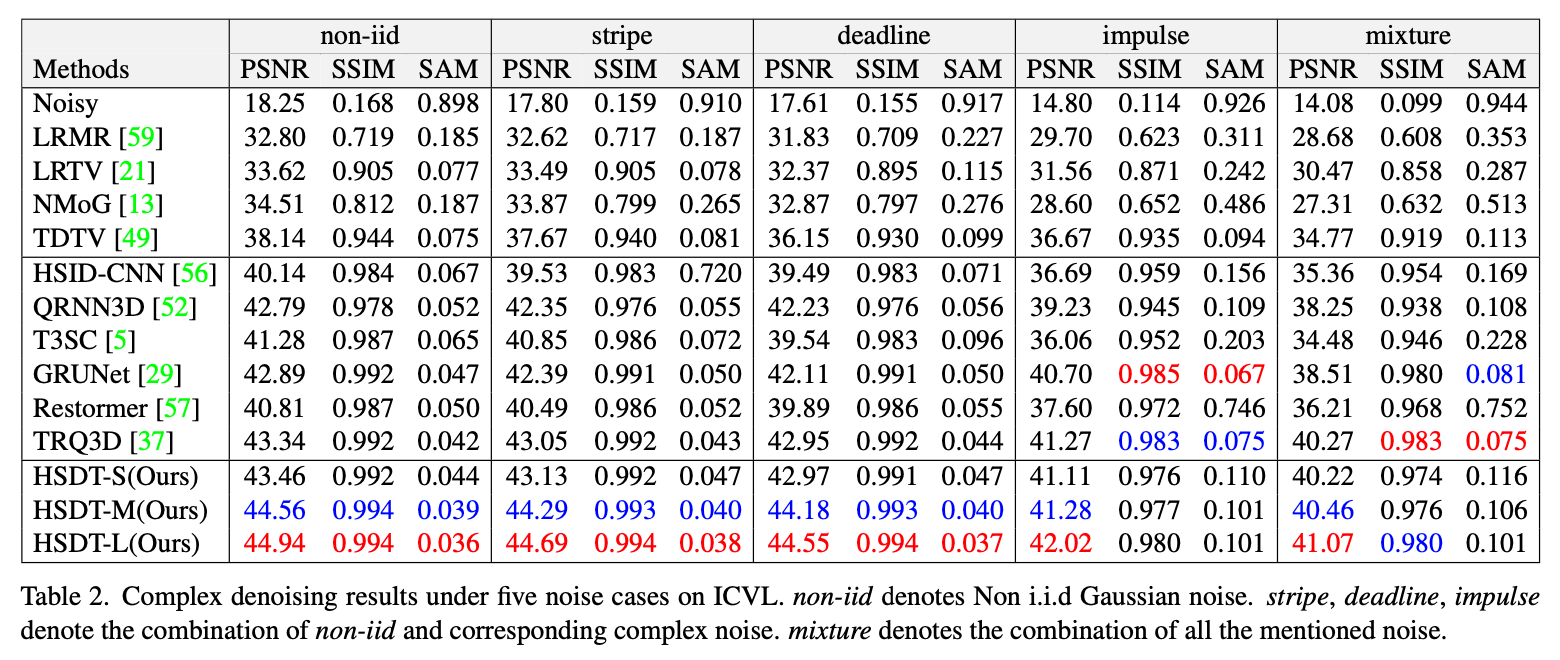 non-iid stripe deadline impulse mixture
Methods PSNR SSIM SAM PSNR SSIM SAM PSNR SSIM SAM PSNR SSIM SAM PSNR SSIM SAM
Noisy 18.25 0.168 0.898 17.80 0.159 0.910 17.61 0.155 0.917 14.80 0.114 0.926 14.08 0.099 0.944
LRMR [59] 32.80 0.719 0.185 32.62 0.717 0.187 31.83 0.709 0.227 29.70 0.623 0.311 28.68 0.608 0.353
LRTV [21] 33.62 0.905 0.077 33.49 0.905 0.078 32.37 0.895 0.115 31.56 0.871 0.242 30.47 0.858 0.287
NMoG [13] 34.51 0.812 0.187 33.87 0.799 0.265 32.87 0.797 0.276 28.60 0.652 0.486 27.31 0.632 0.513
TDTV [49] 38.14 0.944 0.075 37.67 0.940 0.081 36.15 0.930 0.099 36.67 0.935 0.094 34.77 0.919 0.113
HSID-CNN [56] 40.14 0.984 0.067 39.53 0.983 0.720 39.49 0.983 0.071 36.69 0.959 0.156 35.36 0.954 0.169
QRNN3D [52] 42.79 0.978 0.052 42.35 0.976 0.055 42.23 0.976 0.056 39.23 0.945 0.109 38.25 0.938 0.108
T3SC [5] 41.28 0.987 0.065 40.85 0.986 0.072 39.54 0.983 0.096 36.06 0.952 0.203 34.48 0.946 0.228
GRUNet [29] 42.89 0.992 0.047 42.39 0.991 0.050 42.11 0.991 0.050 40.70 0.985 0.067 38.51 0.980 0.081
Restormer [57] 40.81 0.987 0.050 40.49 0.986 0.052 39.89 0.986 0.055 37.60 0.972 0.746 36.21 0.968 0.752
TRQ3D [37] 43.34 0.992 0.042 43.05 0.992 0.043 42.95 0.992 0.044 41.27 0.983 0.075 40.27 0.983 0.075
HSDT-S(Ours) 43.46 0.992 0.044 43.13 0.992 0.047 42.97 0.991 0.047 41.11 0.976 0.110 40.22 0.974 0.116
HSDT-M(Ours) 44.56 0.994 0.039 44.29 0.993 0.040 44.18 0.993 0.040 41.28 0.977 0.101 40.46 0.976 0.106
HSDT-L(Ours) 44.94 0.994 0.036 44.69 0.994 0.038 44.55 0.994 0.037 42.02 0.980 0.101 41.07 0.980 0.101
Table 2. Complex denoising results under five noise cases on ICVL. non-iid denotes Non i.i.d Gaussian noise. stripe, deadline, impulse
denote the combination of non-iid and corresponding complex noise. mixture denotes the combination of all the mentioned noise.